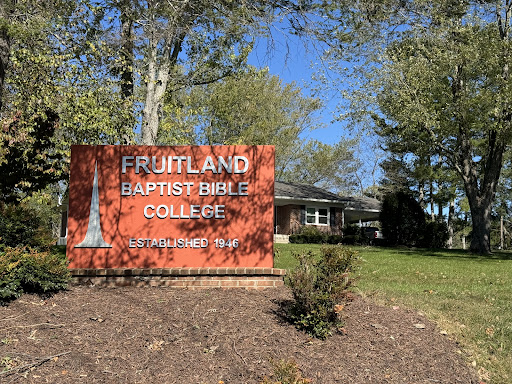 FRUITLAND
BAPTIST BIBLE
COLLEGE
ESTABLISHED 1946